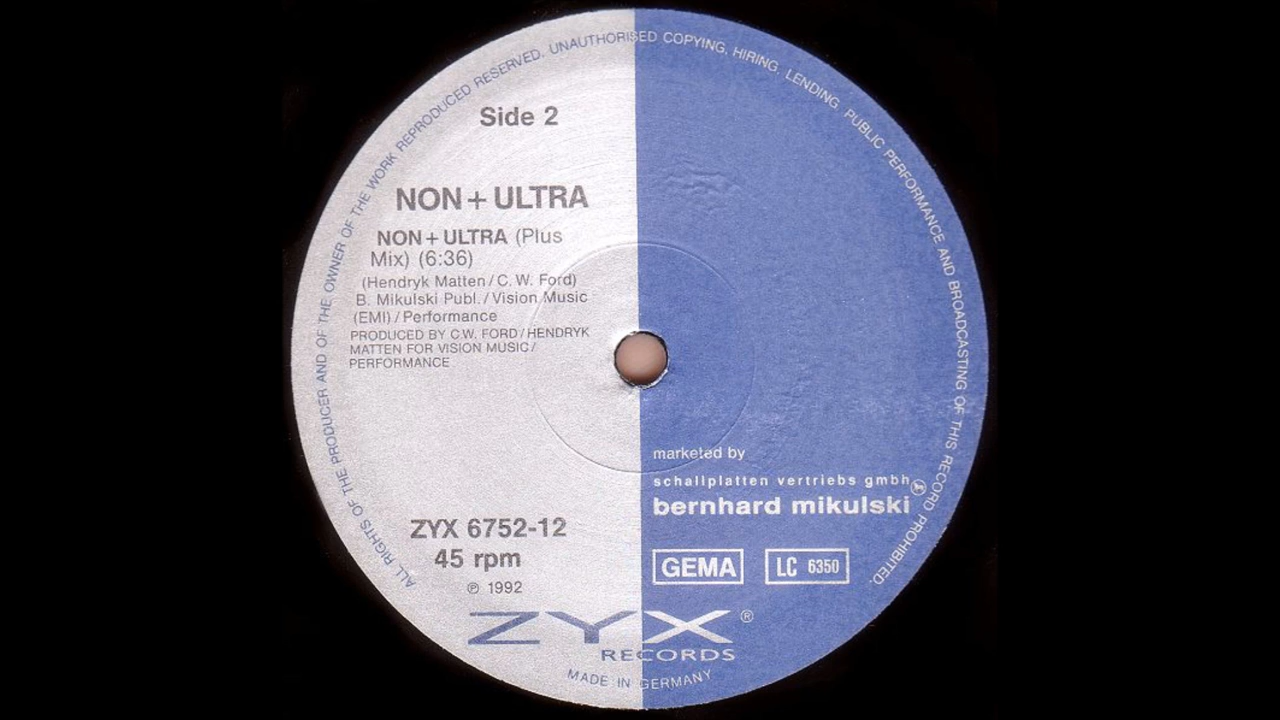 ALL RIGHTS OF THE PRODUCER AND OF THE OWNER OF THE WORK REPRODUCED RESERVED. UNAUTHORISED COPYING, HIRING, LENDING, PUBLIC PERFORMANCE AND BROADCASTING OF THIS RECORD PROHIBITED.
Side 2
NON + ULTRA
NON + ULTRA (Plus
Mix) (6:36)
(Hendryk Matten / C. W. Ford)
B. Mikulski Publ. / Vision Music
(EMI) / Performance
PRODUCED BY C.W. FORD / HENDRYK
MATTEN FOR VISION MUSIC /
PERFORMANCE
marketed by
schallplatten vertriebs gmbh
bernhard mikulski
ZYX 6752-12
45 rpm
℗ 1992
GEMA
LC 6350
ZYX®
RECORDS
MADE IN GERMANY